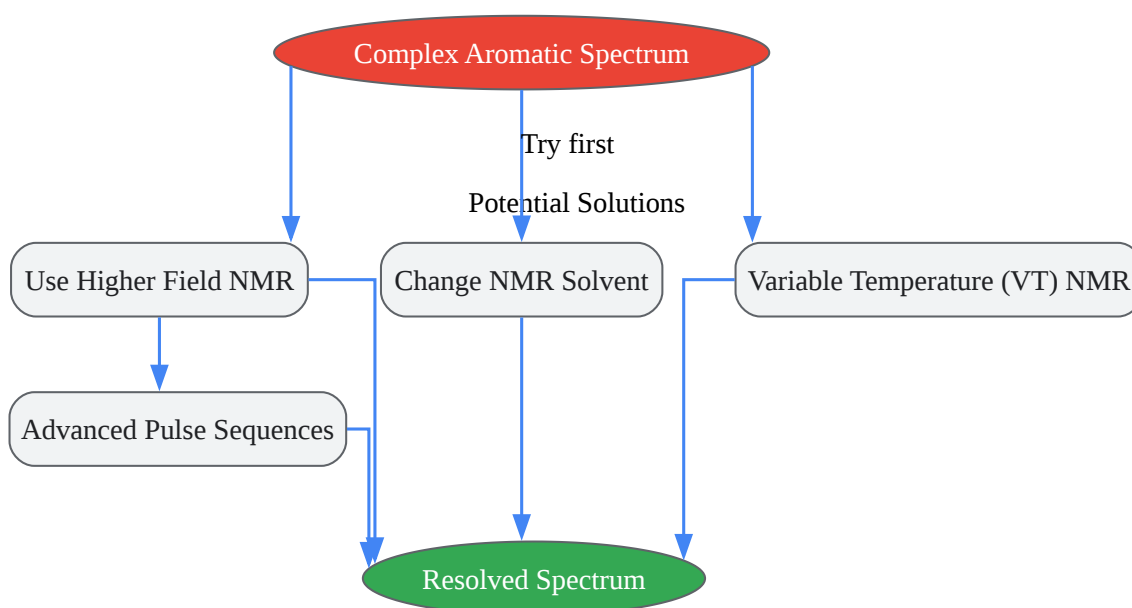 Complex Aromatic Spectrum
Try first
Potential Solutions
Use Higher Field NMR
Change NMR Solvent
Variable Temperature (VT) NMR
Advanced Pulse Sequences
Resolved Spectrum